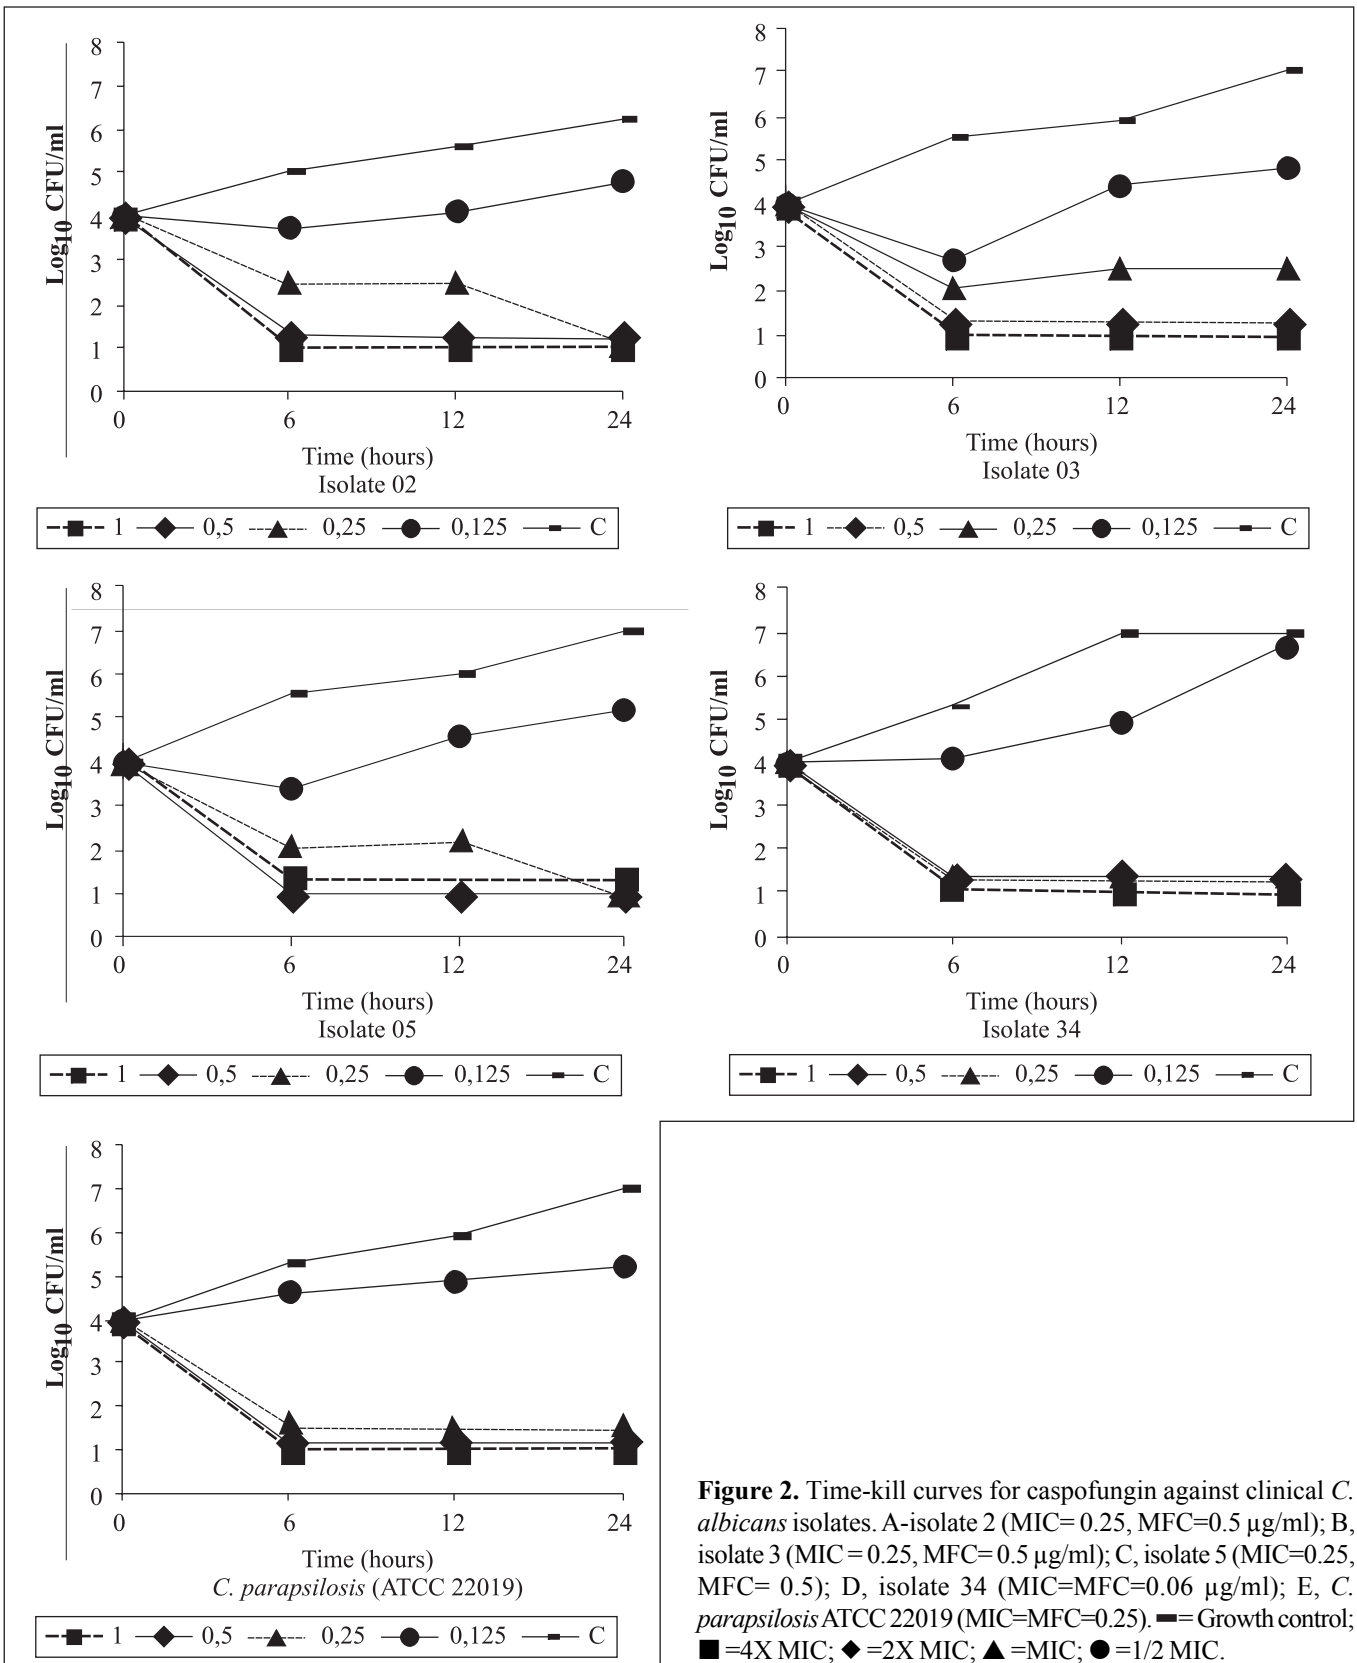 8
7
6
5
4
3
2
1
0
Log10 CFU/ml
0 6 12 24
Time (hours)
Isolate 02
1 0,5 0,25 0,125 C
8
7
6
5
4
3
2
1
0
Log10 CFU/ml
0 6 12 24
Time (hours)
Isolate 03
1 0,5 0,25 0,125 C
8
7
6
5
4
3
2
1
0
Log10 CFU/ml
0 6 12 24
Time (hours)
Isolate 05
1 0,5 0,25 0,125 C
8
7
6
5
4
3
2
1
0
Log10 CFU/ml
0 6 12 24
Time (hours)
Isolate 34
1 0,5 0,25 0,125 C
8
7
6
5
4
3
2
1
0
Log10 CFU/ml
0 6 12 24
Time (hours)
C. parapsilosis (ATCC 22019)
1 0,5 0,25 0,125 C
Figure 2. Time-kill curves for caspofungin against clinical C.
albicans isolates. A-isolate 2 (MIC= 0.25, MFC=0.5 µg/ml); B,
isolate 3 (MIC = 0.25, MFC= 0.5 µg/ml); C, isolate 5 (MIC=0.25,
MFC= 0.5); D, isolate 34 (MIC=MFC=0.06 µg/ml); E, C.
parapsilosis ATCC 22019 (MIC=MFC=0.25). ━= Growth control;
■ =4X MIC; ◆ =2X MIC; ▲ =MIC; ● =1/2 MIC.